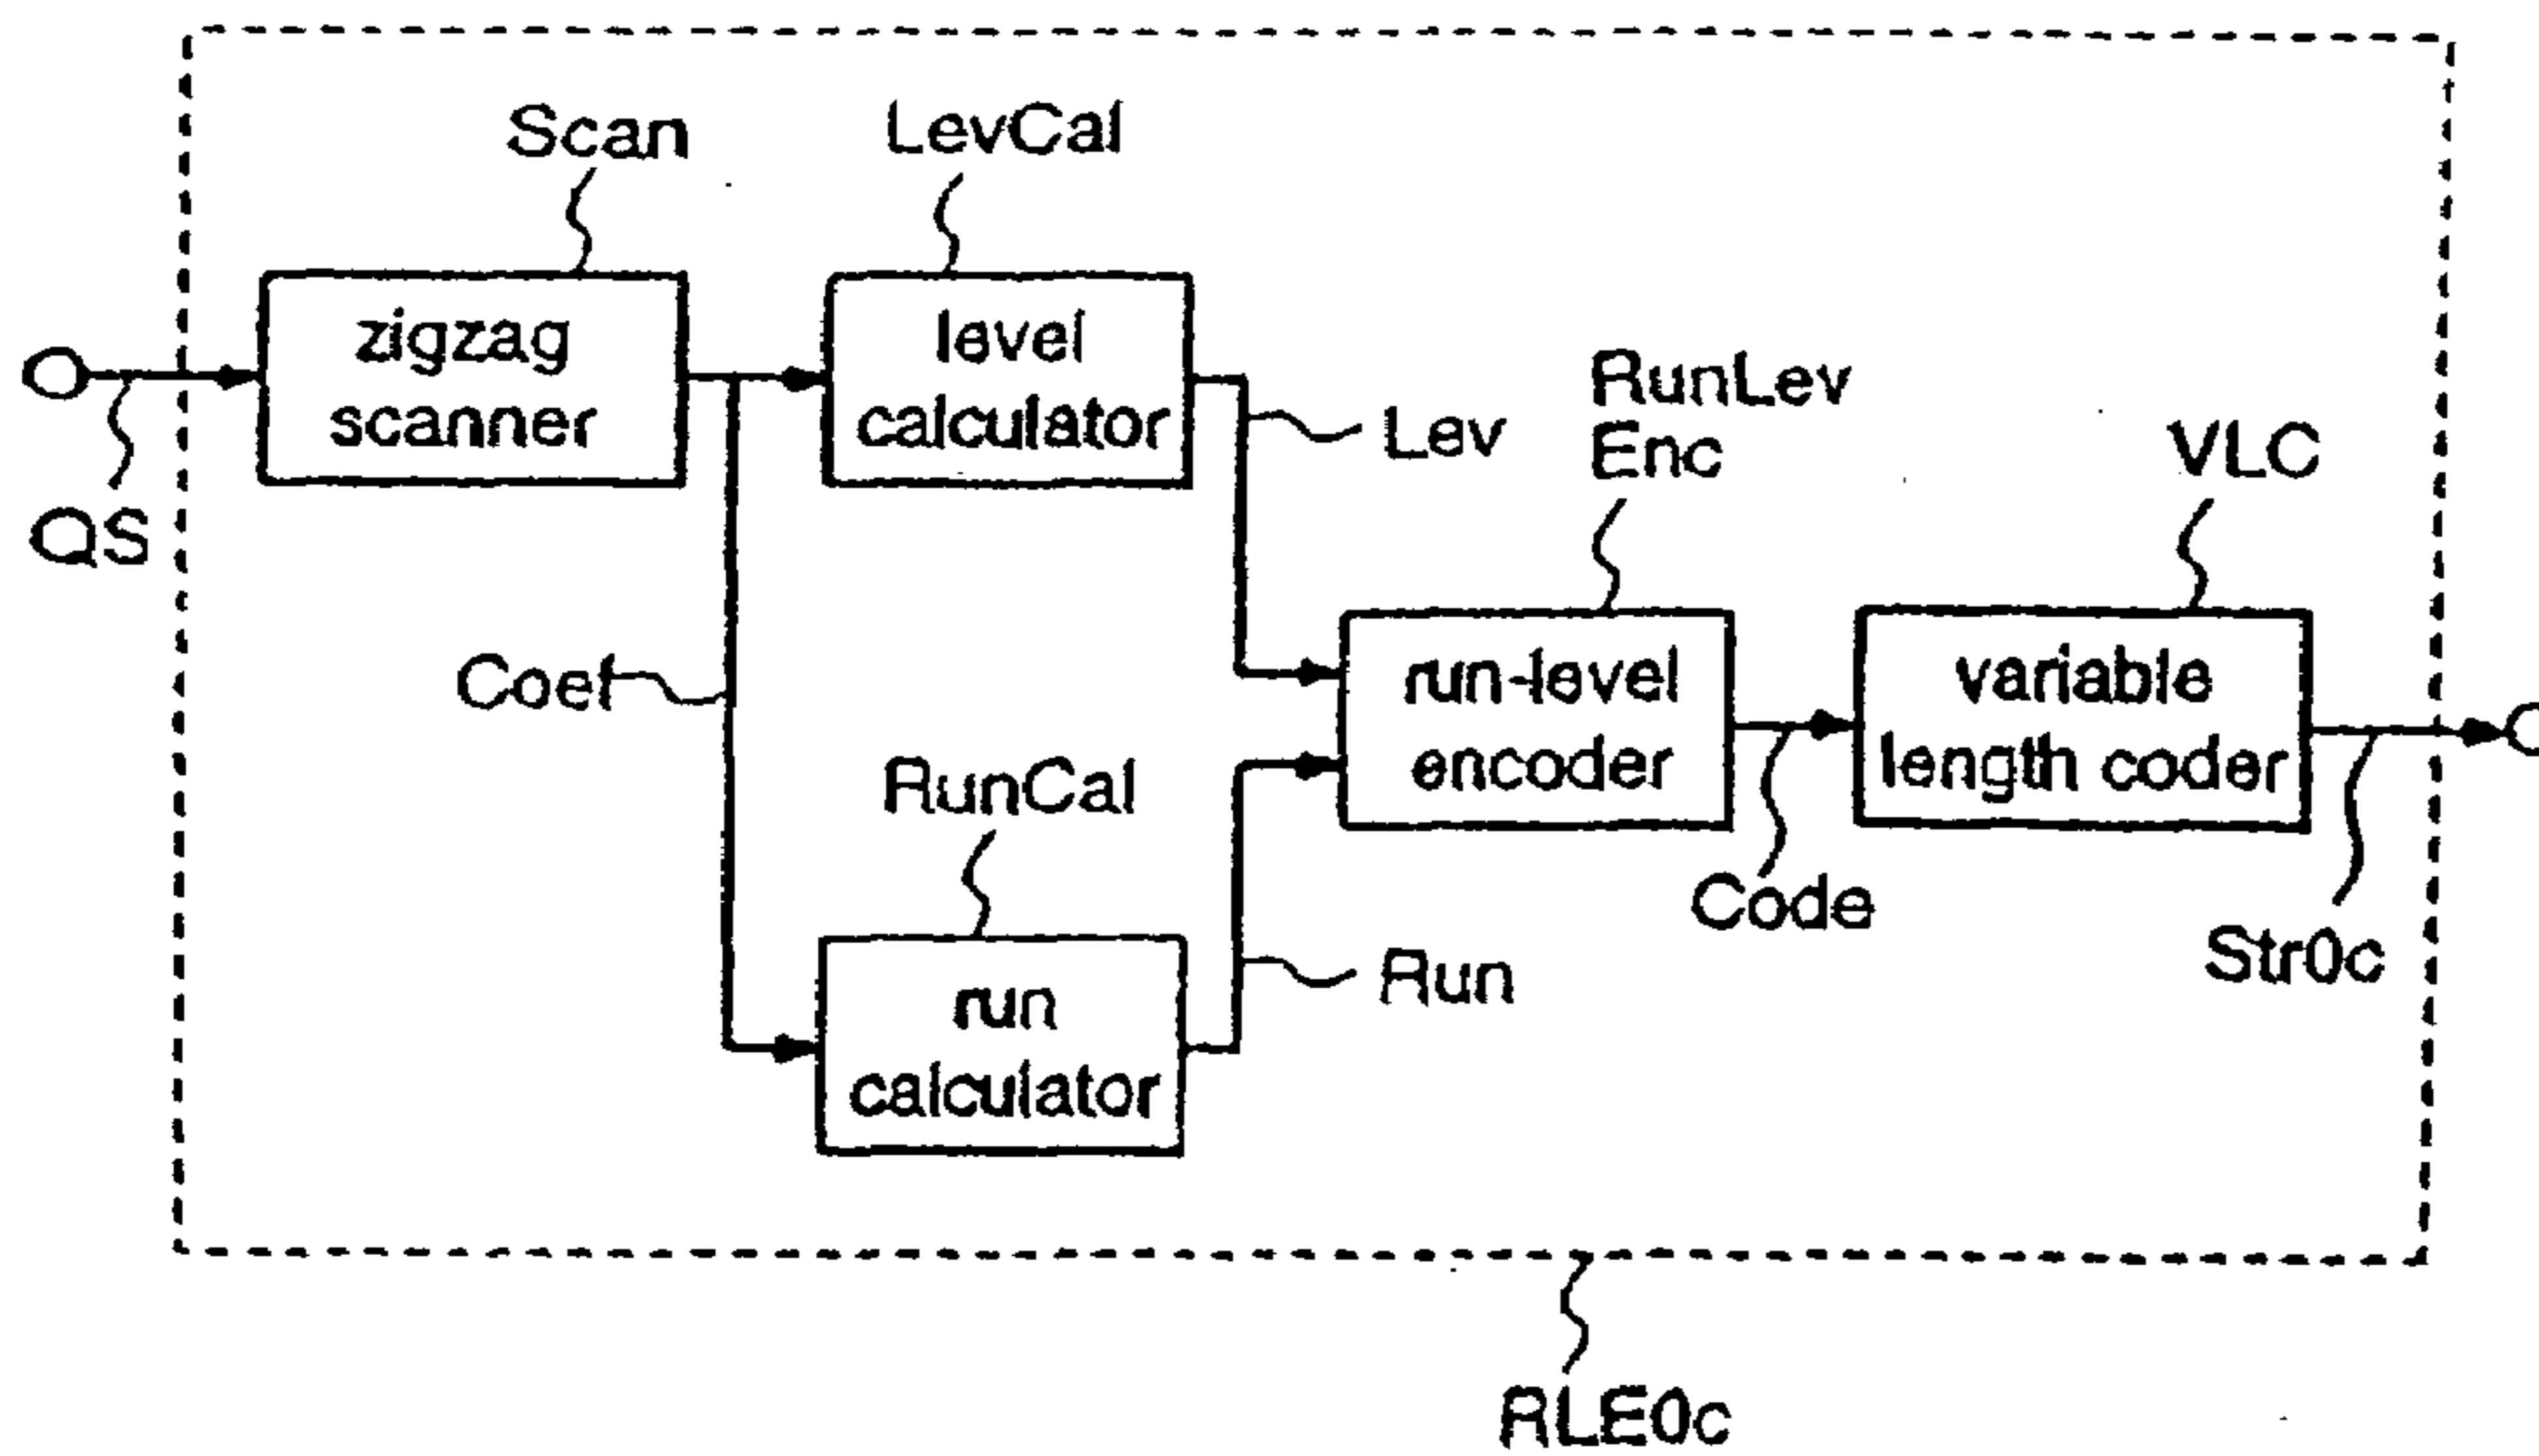 Scan
LevCal
zigzag
scanner
level
calculator
QS
Lev
RunLev
Enc
VLC
Coef
run-level
encoder
variable
length coder
RunCal
run
calculator
Run
Code
Str0c
RLE0c